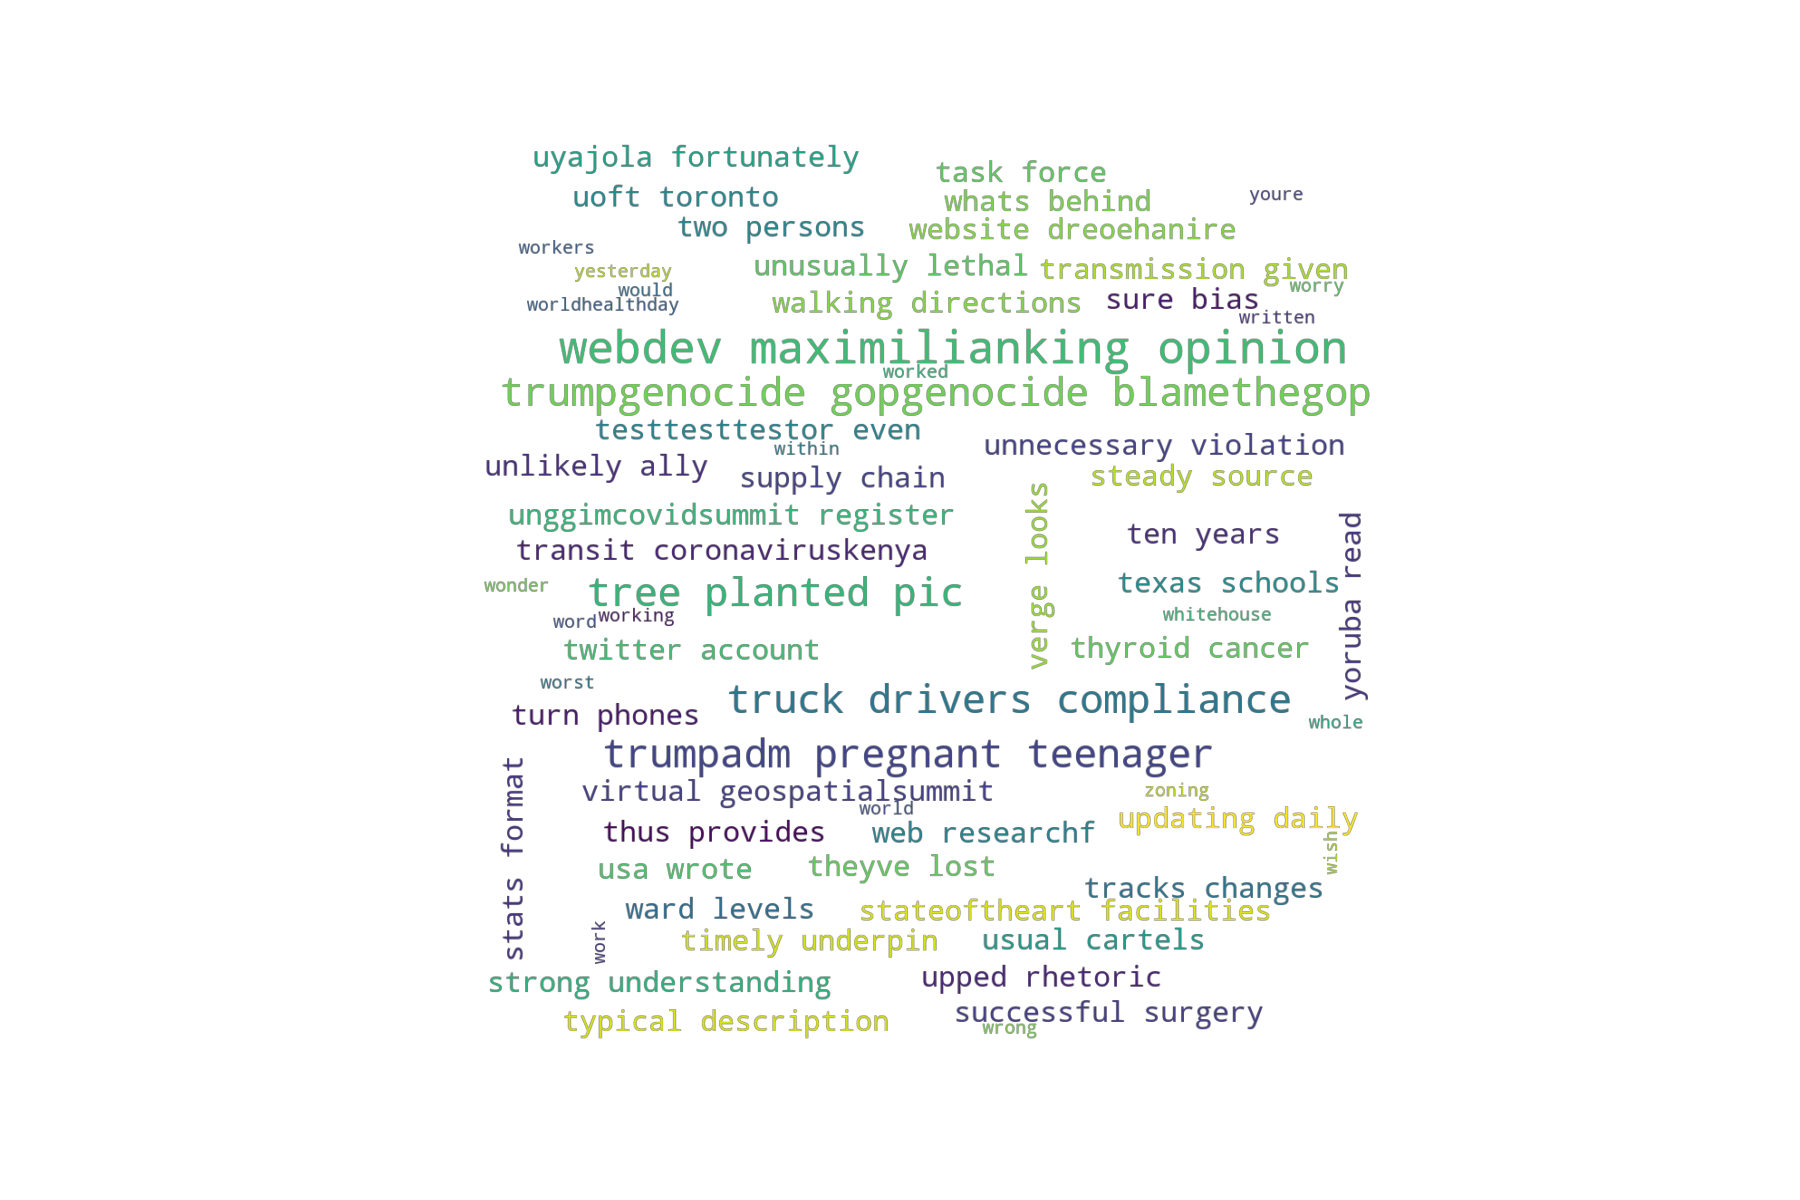 uyajola fortunately
task force
uoft toronto
whats behind
youre
two persons
website dreoehanire
workers
yesterday
unusually lethal
transmission given
would
worry
worldhealthday
walking directions
sure bias
written
webdev maximilianking opinion
worked
trumpgenocide gopgenocide blamethegop
testtesttestor even
within
unnecessary violation
unlikely ally
supply chain
steady source
unggimcovidsummit register
verge looks
ten years
yoruba read
transit coronaviruskenya
wonder
tree planted pic
texas schools
word
working
whitehouse
twitter account
thyroid cancer
worst
truck drivers compliance
turn phones
whole
trumpadm pregnant teenager
stats format
virtual geospatialsummit
zoning
world
updating daily
thus provides
web researchf
wish
usa wrote
theyve lost
tracks changes
ward levels
stateoftheart facilities
work
timely underpin
usual cartels
strong understanding
upped rhetoric
typical description
successful surgery
wrong